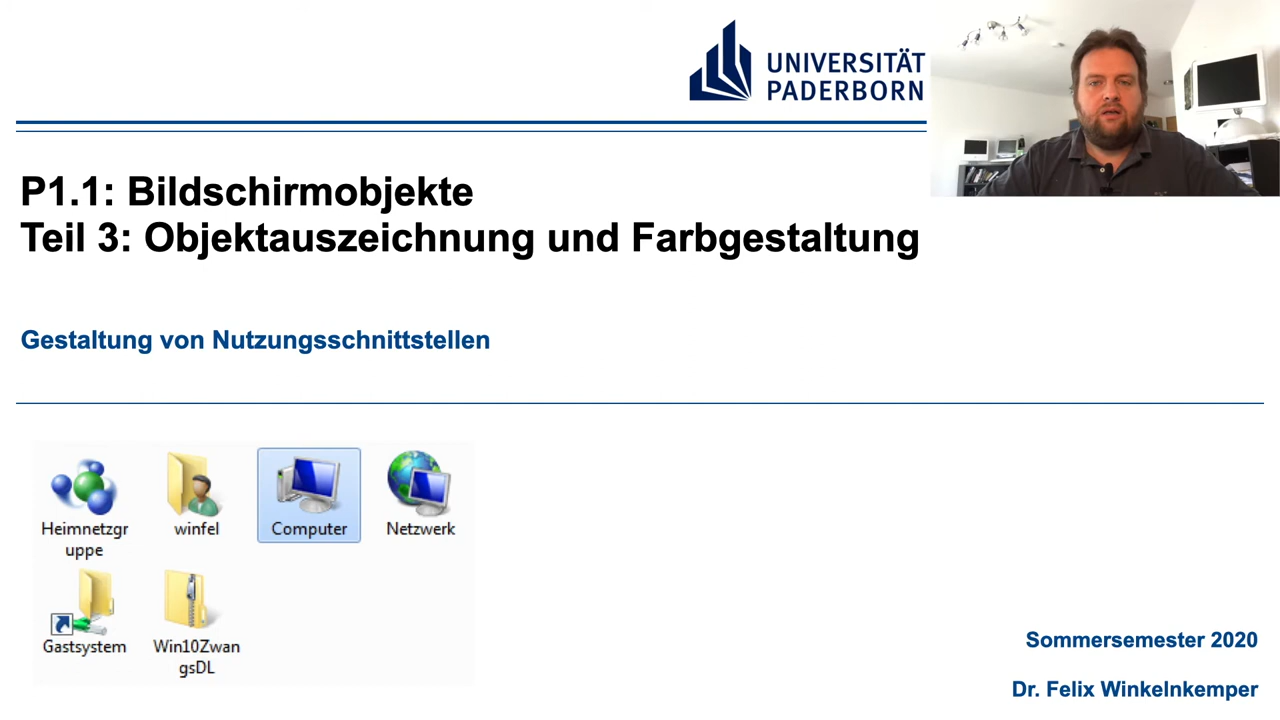 UNIVERSITÄT
PADERBORN
P1.1: Bildschirmobjekte
Teil 3: Objektauszeichnung und Farbgestaltung
Gestaltung von Nutzungsschnittstellen
Heimnetzgr
uppe
winfel
Computer
Netzwerk
Gastsystem
Win10Zwan
gsDL
Sommersemester 2020
Dr. Felix Winkelnkemper